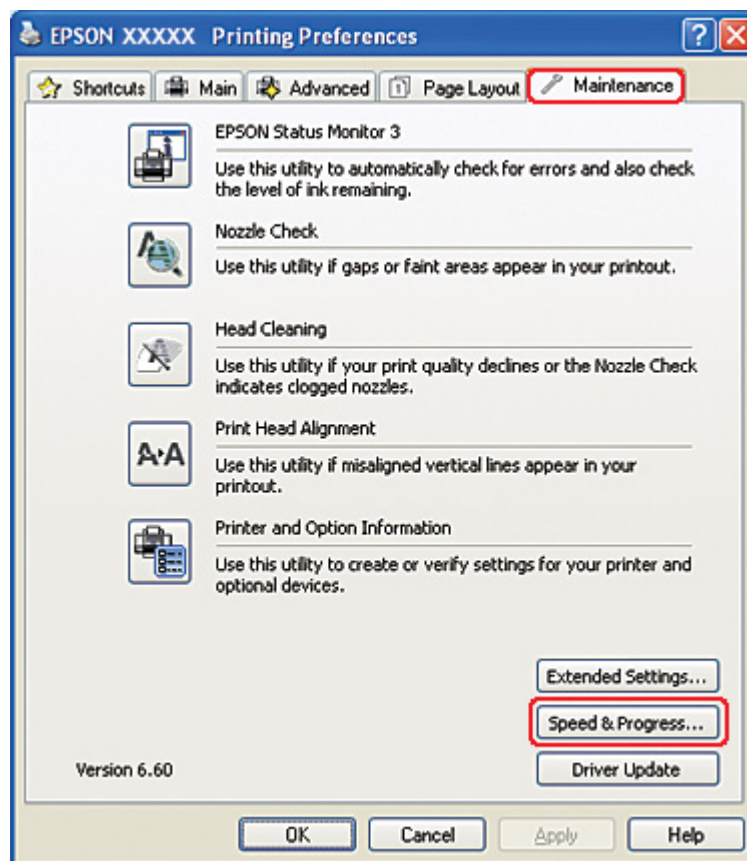 EPSON XXXXX Printing Preferences
Shortcuts Main Advanced Page Layout Maintenance
EPSON Status Monitor 3
Use this utility to automatically check for errors and also check
the level of ink remaining.
Nozzle Check
Use this utility if gaps or faint areas appear in your printout.
Head Cleaning
Use this utility if your print quality declines or the Nozzle Check
indicates clogged nozzles.
Print Head Alignment
A A
Use this utility if misaligned vertical lines appear in your
printout.
Printer and Option Information
Use this utility to create or verify settings for your printer and
optional devices.
Extended Settings...
Speed & Progress...
Version 6.60 Driver Update
OK Cancel Apply Help